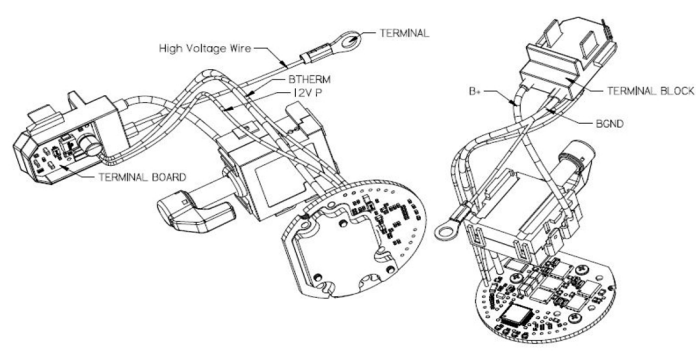 TERMINAL
High Voltage Wire
BTHERM
12V P
TERMINAL BOARD
B+
TERMINAL BLOCK
BGND